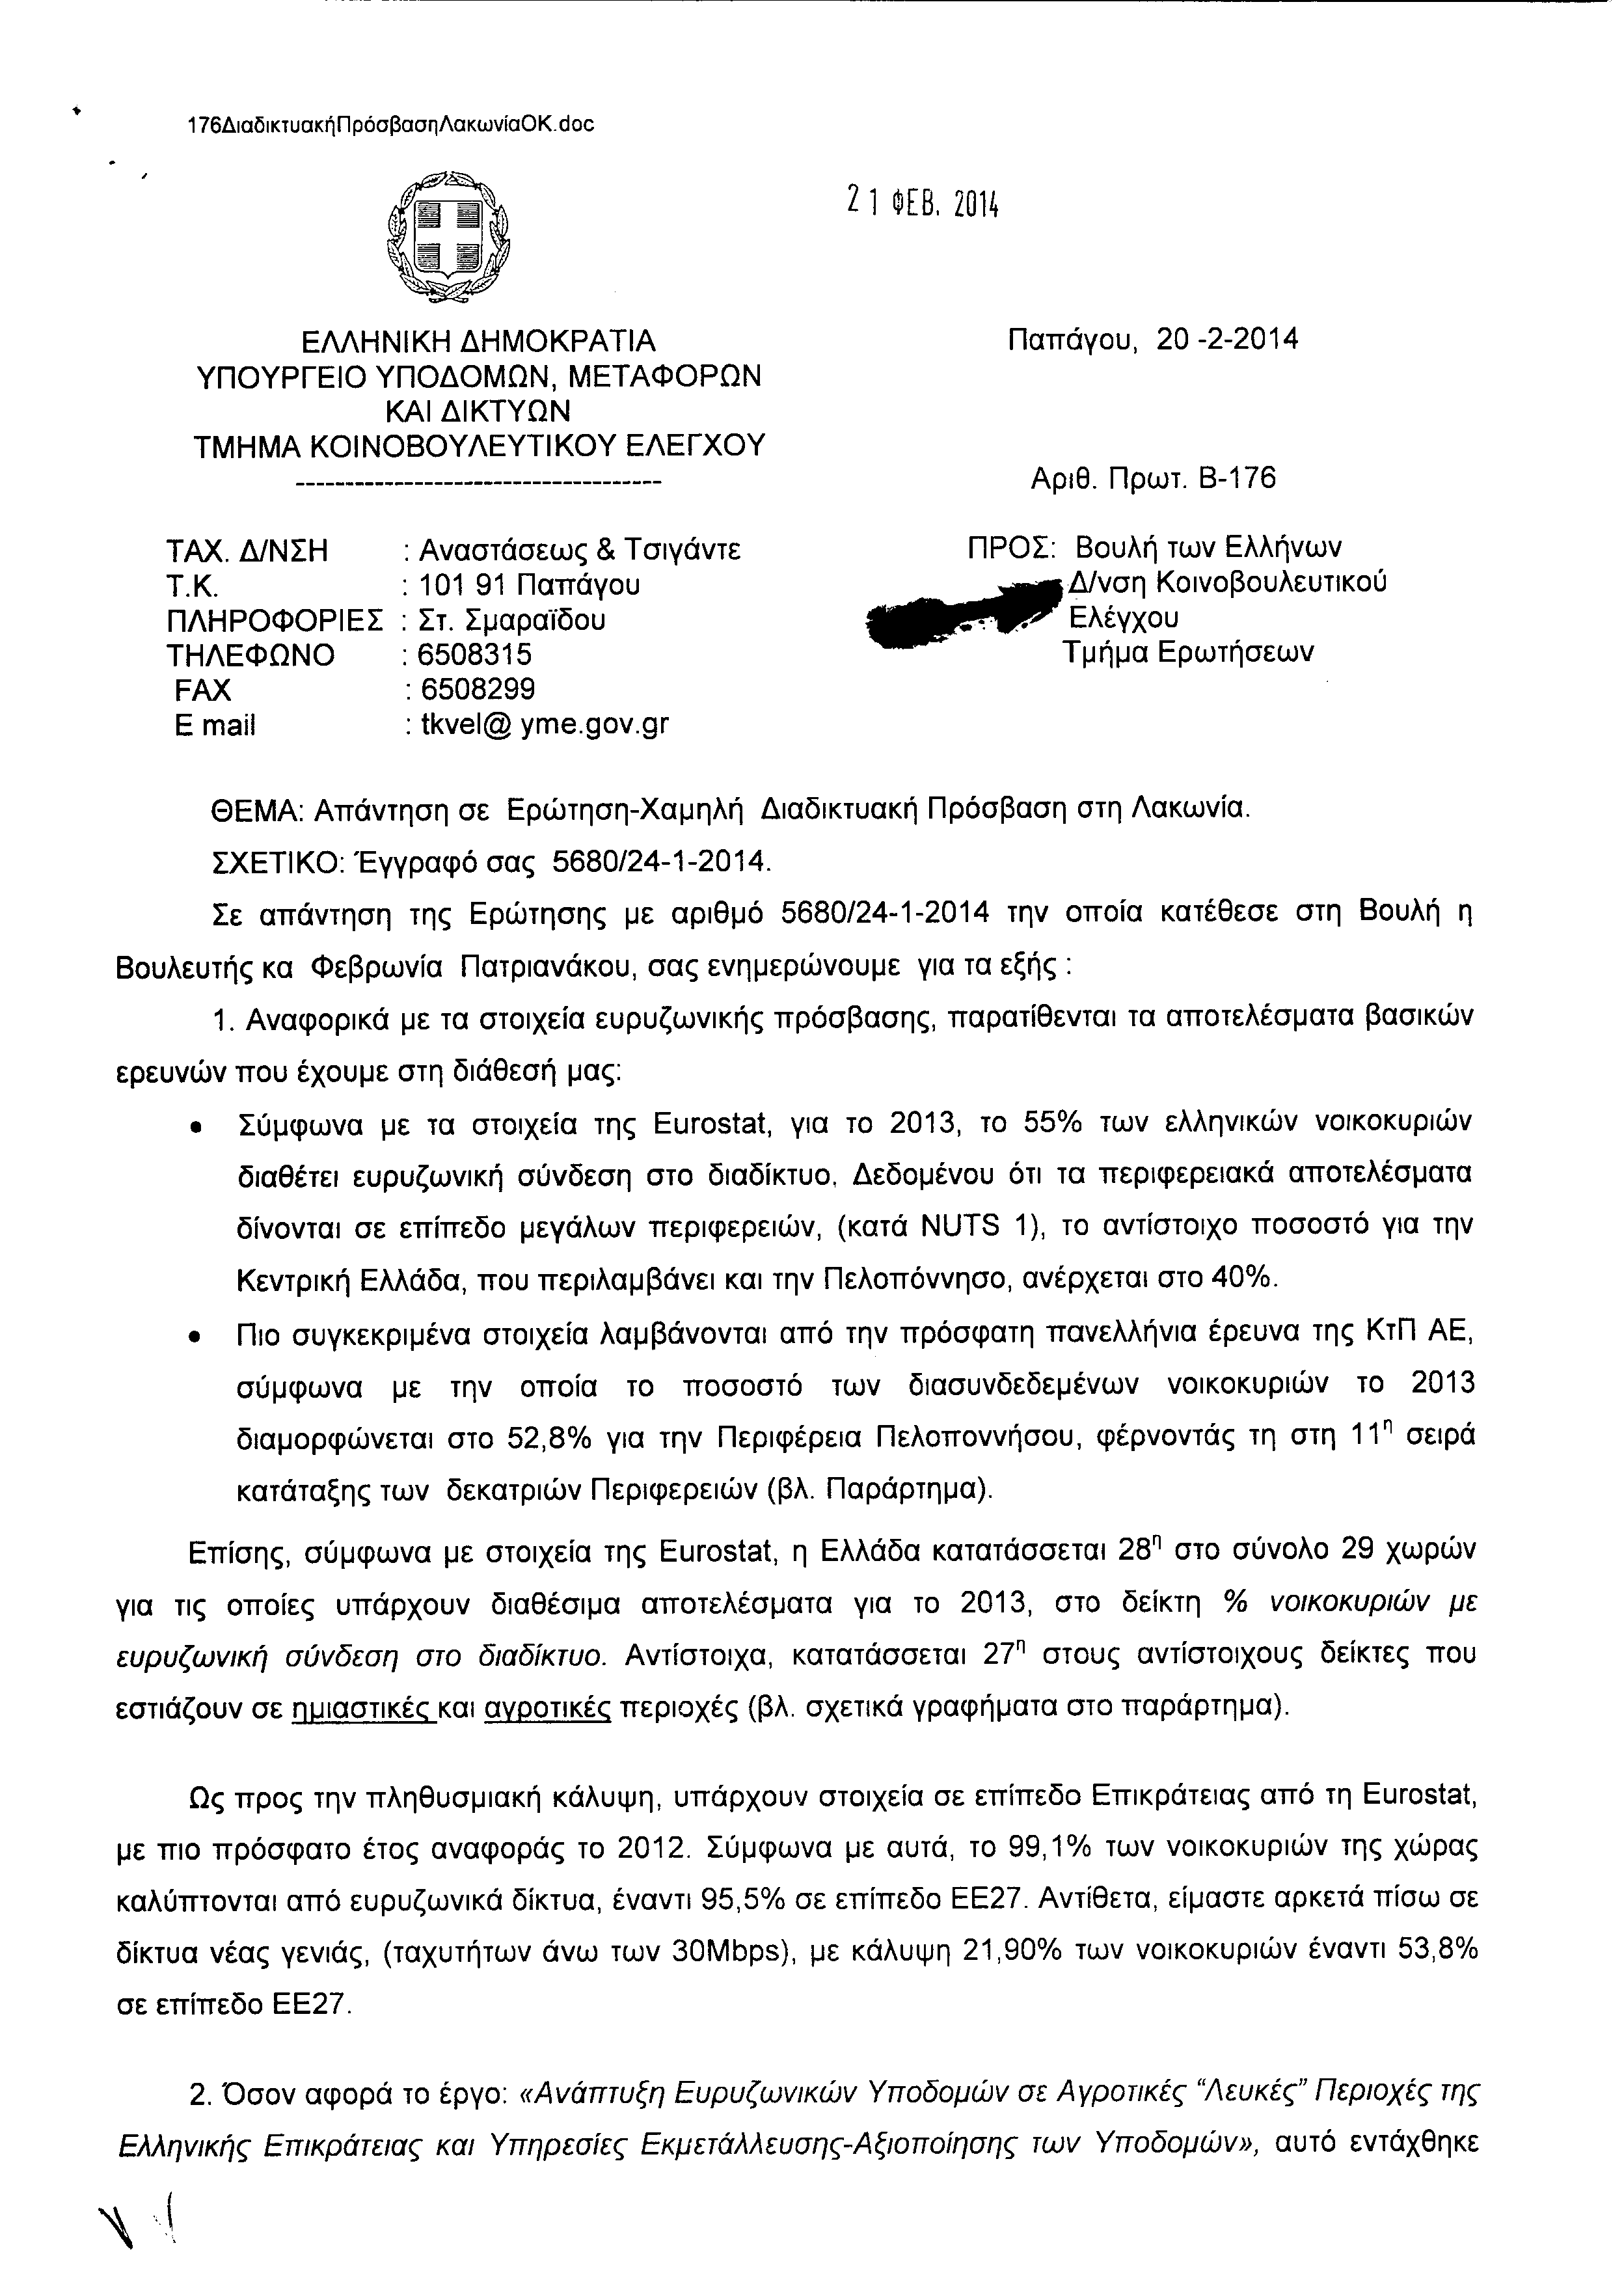 176ΔιαδικτυακήΠρόσβασηΛακωνίαΟΚ.doc
21 ΦΕΒ. 2014
ΕΛΛΗΝΙΚΗ ΔΗΜΟΚΡΑΤΙΑ
ΥΠΟΥΡΓΕΙΟ ΥΠΟΔΟΜΩΝ, ΜΕΤΑΦΟΡΩΝ
ΚΑΙ ΔΙΚΤΥΩΝ
ΤΜΗΜΑ ΚΟΙΝΟΒΟΥΛΕΥΤΙΚΟΥ ΕΛΕΓΧΟΥ
-------------------------------------
Παπάγου, 20 -2-2014
Αριθ. Πρωτ. Β-176
ΤΑΧ. Δ/ΝΣΗ : Αναστάσεως & Τσιγάντε
Τ.Κ. : 101 91 Παπάγου
ΠΛΗΡΟΦΟΡΙΕΣ : Στ. Σμαραϊδου
ΤΗΛΕΦΩΝΟ : 6508315
FAX : 6508299
E mail : tkvel@ yme.gov.gr
ΠΡΟΣ: Βουλή των Ελλήνων
Δ/νση Κοινοβουλευτικού
Ελέγχου
Τμήμα Ερωτήσεων
ΘΕΜΑ: Απάντηση σε Ερώτηση-Χαμηλή Διαδικτυακή Πρόσβαση στη Λακωνία.
ΣΧΕΤΙΚΟ: Έγγραφό σας 5680/24-1-2014.
Σε απάντηση της Ερώτησης με αριθμό 5680/24-1-2014 την οποία κατέθεσε στη Βουλή η
Βουλευτής κα Φεβρωνία Πατριανάκου, σας ενημερώνουμε για τα εξής :
1. Αναφορικά με τα στοιχεία ευρυζωνικής πρόσβασης, παρατίθενται τα αποτελέσματα βασικών
ερευνών που έχουμε στη διάθεσή μας:
• Σύμφωνα με τα στοιχεία της Eurostat, για το 2013, το 55% των ελληνικών νοικοκυριών
διαθέτει ευρυζωνική σύνδεση στο διαδίκτυο. Δεδομένου ότι τα περιφερειακά αποτελέσματα
δίνονται σε επίπεδο μεγάλων περιφερειών, (κατά NUTS 1), το αντίστοιχο ποσοστό για την
Κεντρική Ελλάδα, που περιλαμβάνει και την Πελοπόννησο, ανέρχεται στο 40%.
• Πιο συγκεκριμένα στοιχεία λαμβάνονται από την πρόσφατη πανελλήνια έρευνα της ΚτΠ ΑΕ,
σύμφωνα με την οποία το ποσοστό των διασυνδεδεμένων νοικοκυριών το 2013
διαμορφώνεται στο 52,8% για την Περιφέρεια Πελοποννήσου, φέρνοντάς τη στη 11η σειρά
κατάταξης των δεκατριών Περιφερειών (βλ. Παράρτημα).
Επίσης, σύμφωνα με στοιχεία της Eurostat, η Ελλάδα κατατάσσεται 28η στο σύνολο 29 χωρών
για τις οποίες υπάρχουν διαθέσιμα αποτελέσματα για το 2013, στο δείκτη % νοικοκυριών με
ευρυζωνική σύνδεση στο διαδίκτυο. Αντίστοιχα, κατατάσσεται 27η στους αντίστοιχους δείκτες που
εστιάζουν σε ημιαστικές και αγροτικές περιοχές (βλ. σχετικά γραφήματα στο παράρτημα).
Ως προς την πληθυσμιακή κάλυψη, υπάρχουν στοιχεία σε επίπεδο Επικράτειας από τη Eurostat,
με πιο πρόσφατο έτος αναφοράς το 2012. Σύμφωνα με αυτά, το 99,1% των νοικοκυριών της χώρας
καλύπτονται από ευρυζωνικά δίκτυα, έναντι 95,5% σε επίπεδο ΕΕ27. Αντίθετα, είμαστε αρκετά πίσω σε
δίκτυα νέας γενιάς, (ταχυτήτων άνω των 30Mbps), με κάλυψη 21,90% των νοικοκυριών έναντι 53,8%
σε επίπεδο ΕΕ27.
2. Όσον αφορά το έργο: «Ανάπτυξη Ευρυζωνικών Υποδομών σε Αγροτικές “Λευκές” Περιοχές της
Ελληνικής Επικράτειας και Υπηρεσίες Εκμετάλλευσης-Αξιοποίησης των Υποδομών», αυτό εντάχθηκε